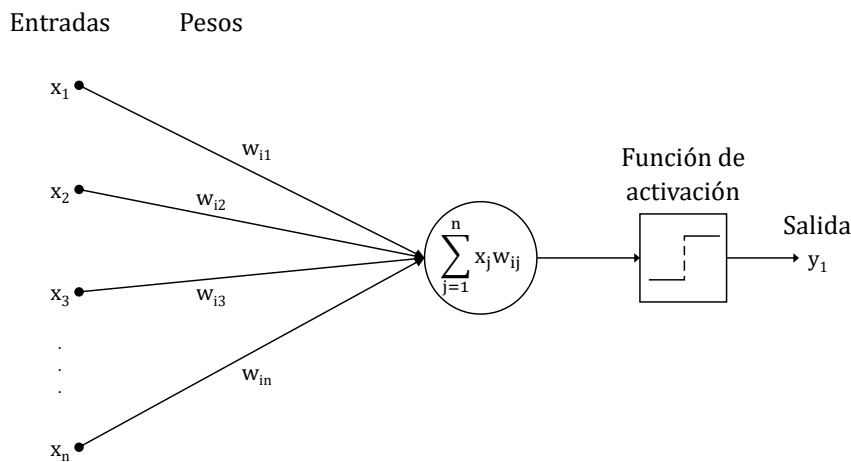 Entradas Pesos
x₁
wᵢ₁
x₂
wᵢ₂
x₃
wᵢ₃
.
.
.
xₙ
wᵢₙ
n
∑ xⱼwᵢⱼ
j=1
Función de
activación
Salida
y₁